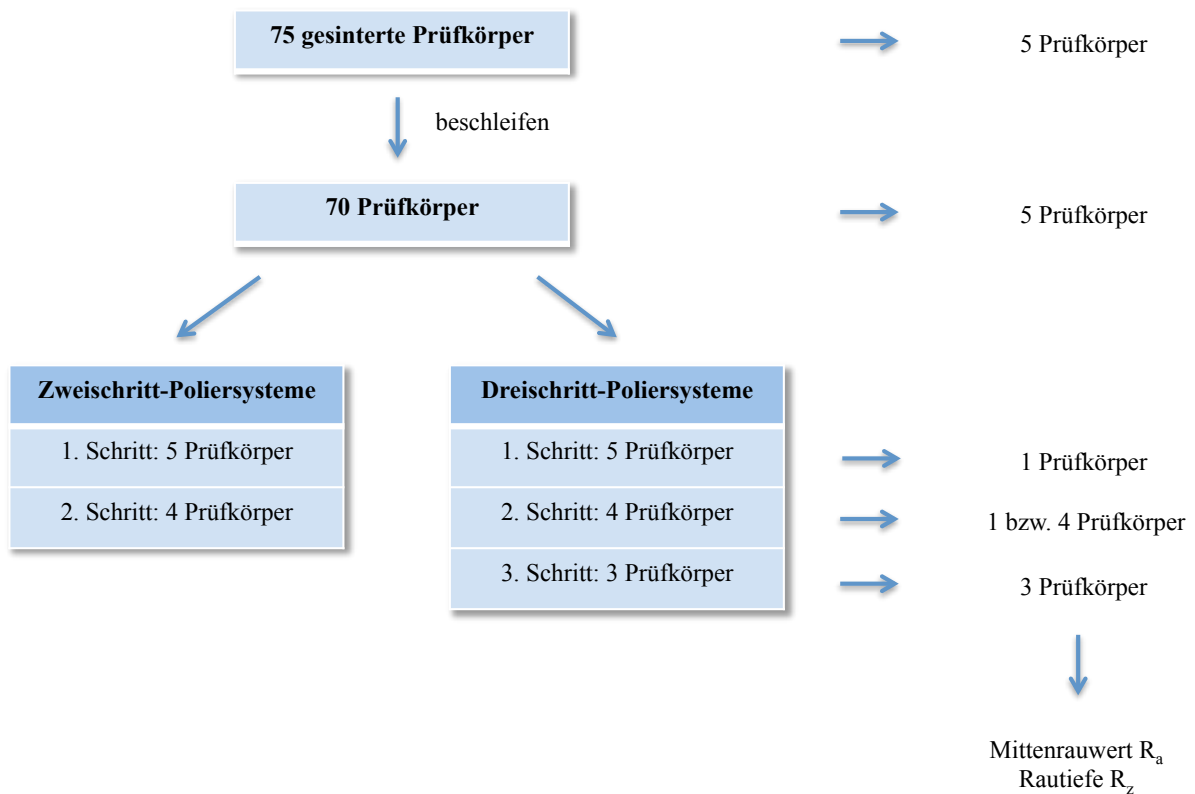 75 gesinterte Prüfkörper
5 Prüfkörper
beschleifen
70 Prüfkörper
5 Prüfkörper
Zweischritt-Poliersysteme
1. Schritt: 5 Prüfkörper
2. Schritt: 4 Prüfkörper
Dreischritt-Poliersysteme
1. Schritt: 5 Prüfkörper
2. Schritt: 4 Prüfkörper
3. Schritt: 3 Prüfkörper
1 Prüfkörper
1 bzw. 4 Prüfkörper
3 Prüfkörper
Mittenrauwert Ra
Rautiefe Rz